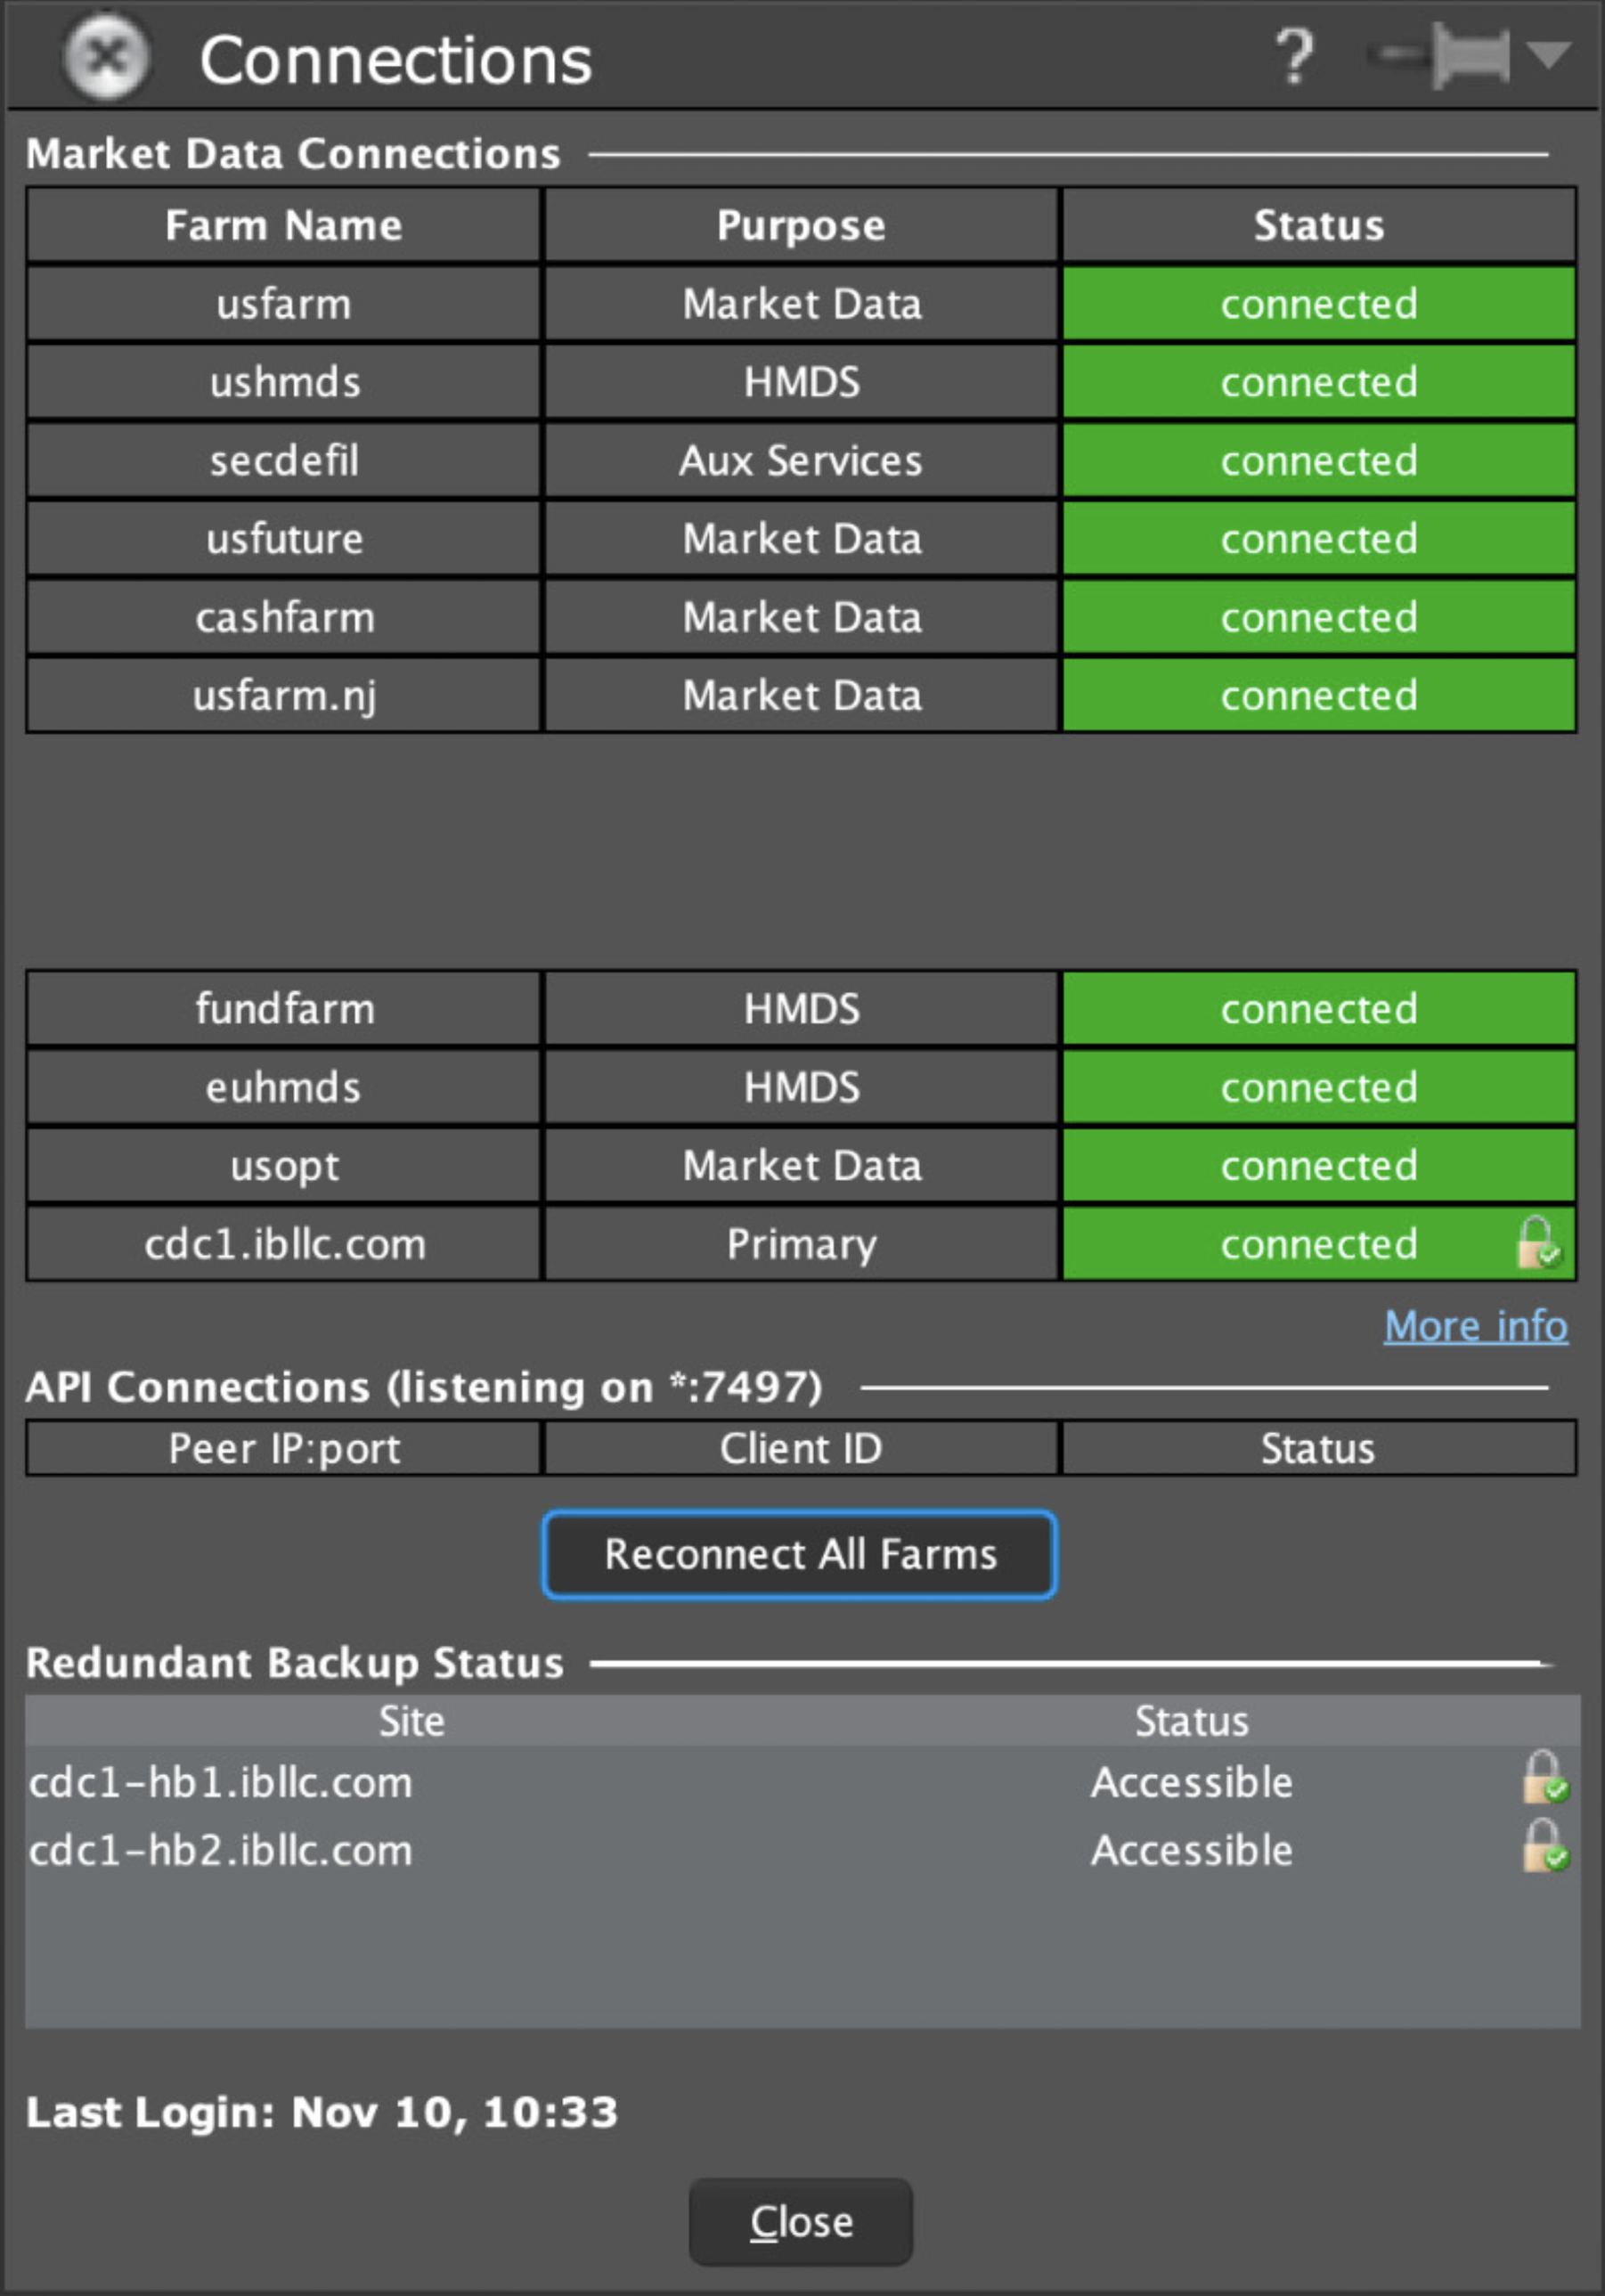 Connections ?
Market Data Connections
Farm Name Purpose Status
usfarm Market Data connected
ushmds HMDS connected
secdefil Aux Services connected
usfuture Market Data connected
cashfarm Market Data connected
usfarm.nj Market Data connected
fundfarm HMDS connected
euhmds HMDS connected
usopt Market Data connected
cdc1.ibllc.com Primary connected
More info
API Connections (listening on *:7497)
Peer IP:port Client ID Status
Reconnect All Farms
Redundant Backup Status
Site Status
cdc1-hb1.ibllc.com Accessible
cdc1-hb2.ibllc.com Accessible
Last Login: Nov 10, 10:33
Close